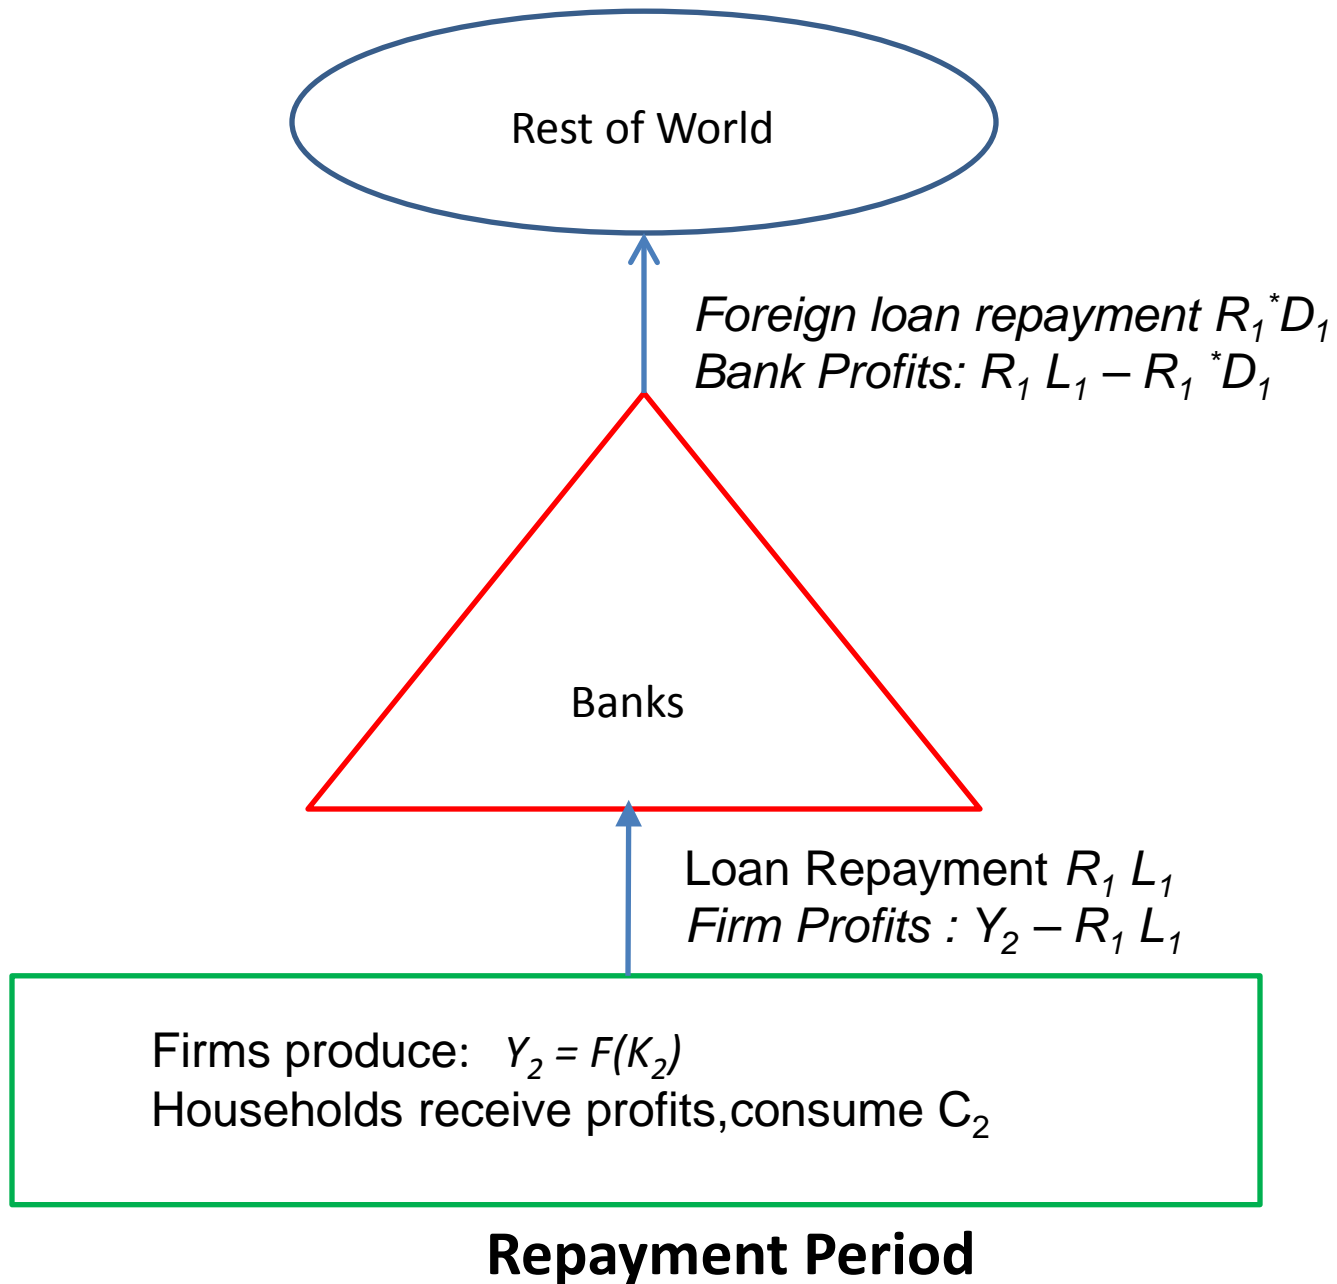 Rest of World
Foreign loan repayment R₁*D₁
Bank Profits: R₁ L₁ – R₁ *D₁
Banks
Loan Repayment R₁ L₁
Firm Profits : Y₂ – R₁ L₁
Firms produce: Y₂ = F(K₂)
Households receive profits,consume C₂
Repayment Period